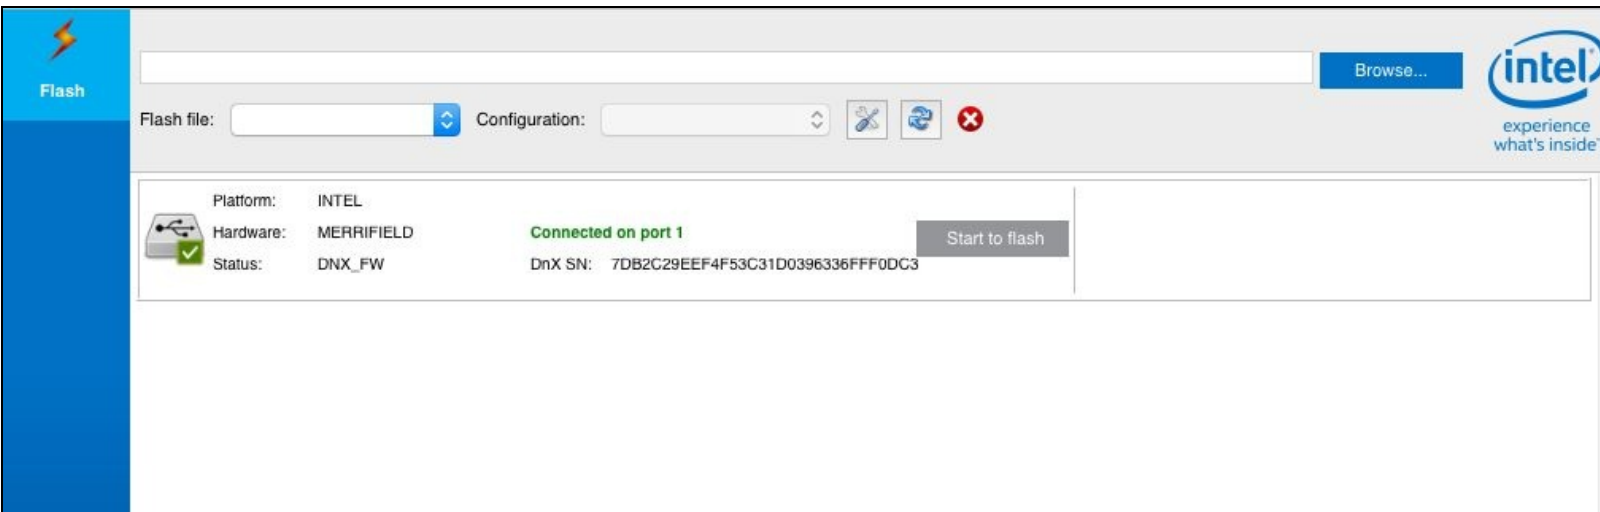 Flash
Browse...
intel
experience
what's inside™
Flash file:
Configuration:
Platform: INTEL
Hardware: MERRIFIELD Connected on port 1 Start to flash
Status: DNX_FW DnX SN: 7DB2C29EEF4F53C31D0396336FFF0DC3